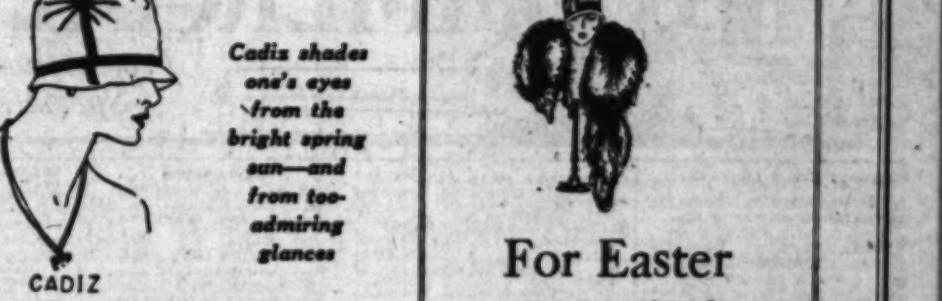 Cadiz shades
one's eyes
from the
bright spring
sun—and
from too-
admiring
glances
CADIZ
For Easter